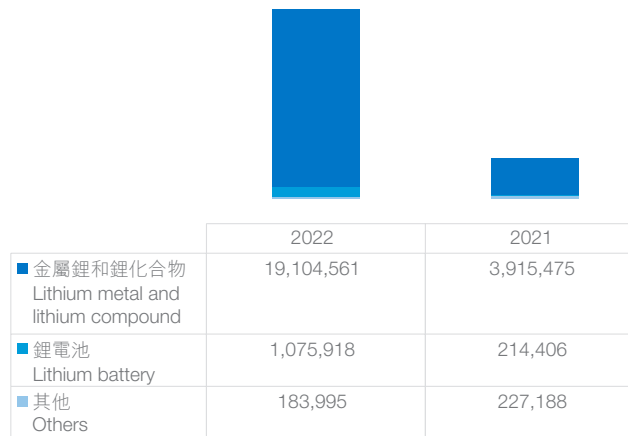 2022 2021
金屬鋰和鋰化合物 19,104,561 3,915,475
Lithium metal and
lithium compound
鋰電池 1,075,918 214,406
Lithium battery
其他 183,995 227,188
Others